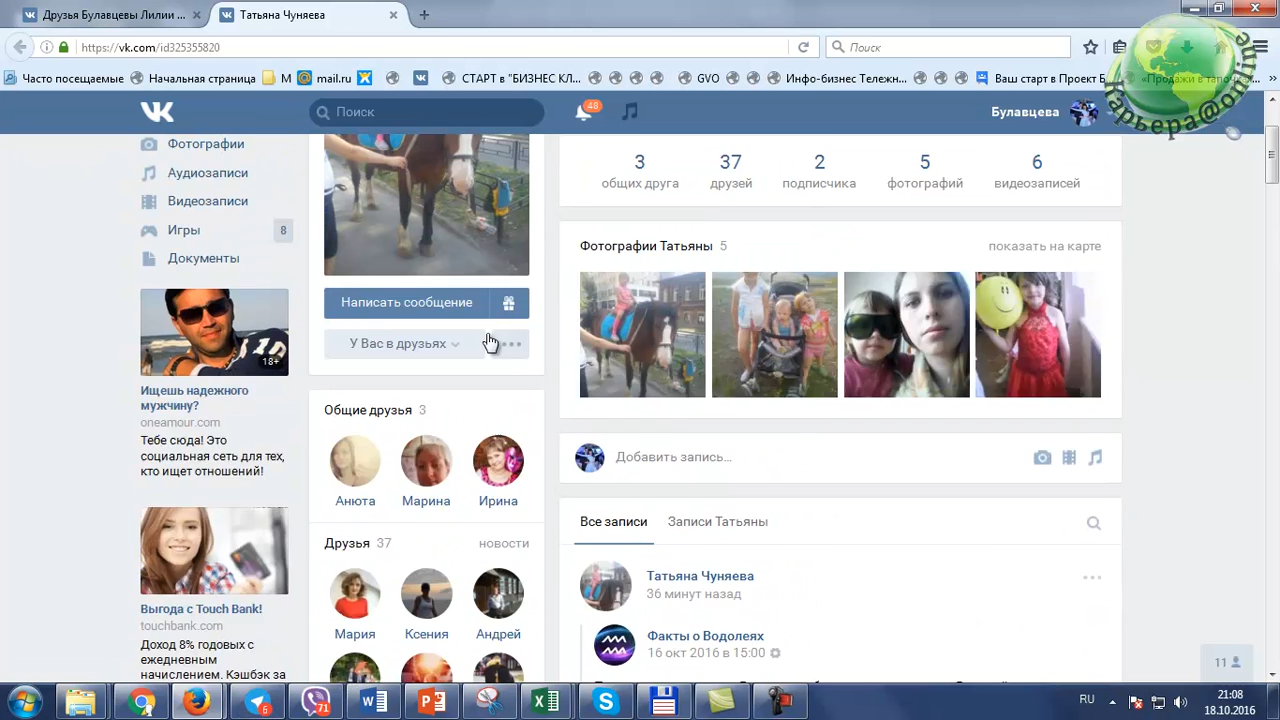 Друзья Булавцевы Лилии ...
Татьяна Чуняева
https://vk.com/id325355820
Поиск
Часто посещаемые
Начальная страница
М
mail.ru
СТАРТ в "БИЗНЕС КЛ...
GVO
Инфо-бизнес Тележн...
Ваш старт в Проект Б
«Продажи в тапочка...
Карьера@online
Поиск
48
Булавцева
Фотографии
Аудиозаписи
Видеозаписи
Игры
8
Документы
18+
Ищешь надежного
мужчину?
oneamour.com
Тебе сюда! Это
социальная сеть для тех,
кто ищет отношений!
Выгода с Touch Bank!
touchbank.com
Доход 8% годовых с
ежедневным
начислением. Кэшбэк за
Написать сообщение
У Вас в друзьях
Общие друзья 3
Анюта
Марина
Ирина
Друзья 37
новости
Мария
Ксения
Андрей
3
37
2
5
6
общих друга
друзей
подписчика
фотографий
видеозаписей
Фотографии Татьяны 5
показать на карте
Добавить запись...
Все записи
Записи Татьяны
Татьяна Чуняева
36 минут назад
Факты о Водолеях
16 окт 2016 в 15:00
11
6
71
RU
21:08
18.10.2016